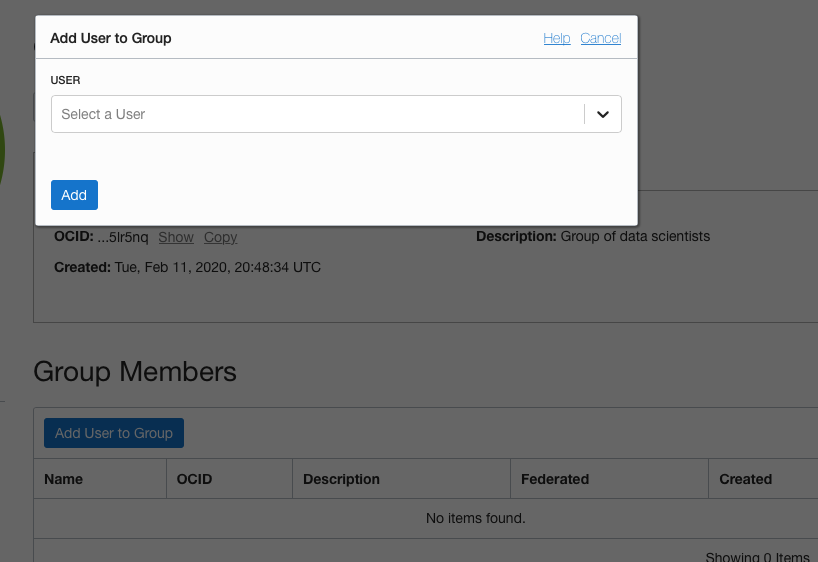 Add User to Group Help Cancel
USER
Select a User
Add
OCID: ...5lr5nq Show Copy Description: Group of data scientists
Created: Tue, Feb 11, 2020, 20:48:34 UTC
Group Members
Add User to Group
Name OCID Description Federated Created
No items found.
Showing 0 Items